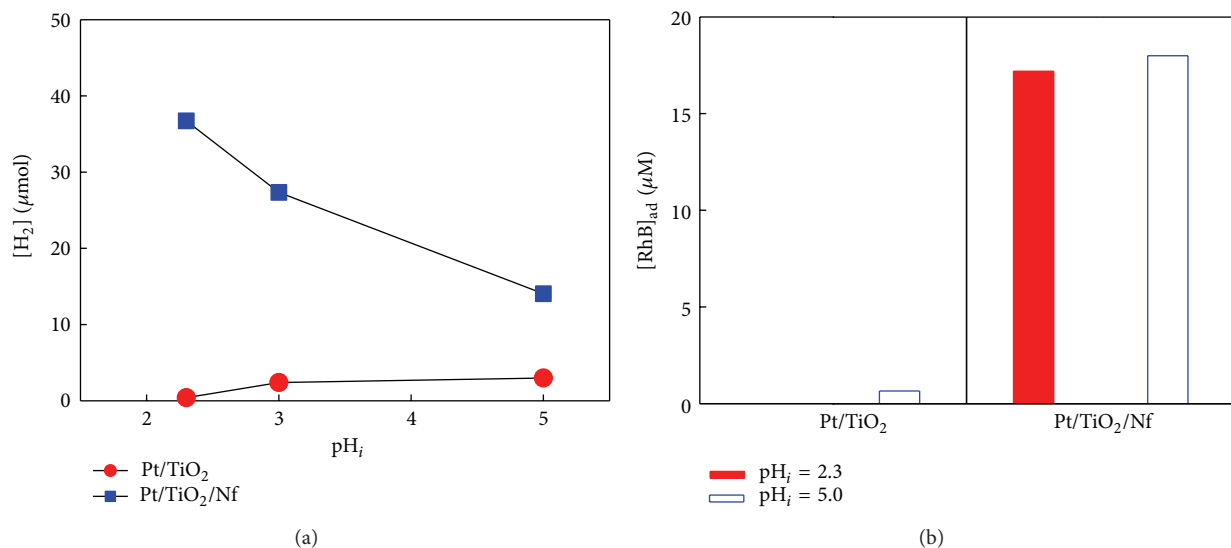 50
40
30
20
10
0
[H₂] (μmol)
2
3
4
5
pHᵢ
Pt/TiO₂
Pt/TiO₂/Nf
(a)
20
15
10
5
0
[RhB]ₐd (μM)
Pt/TiO₂
Pt/TiO₂/Nf
pHᵢ = 2.3
pHᵢ = 5.0
(b)